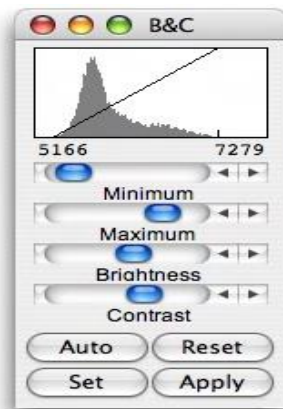 B&C
5166 7279
Minimum
Maximum
Brightness
Contrast
Auto Reset
Set Apply